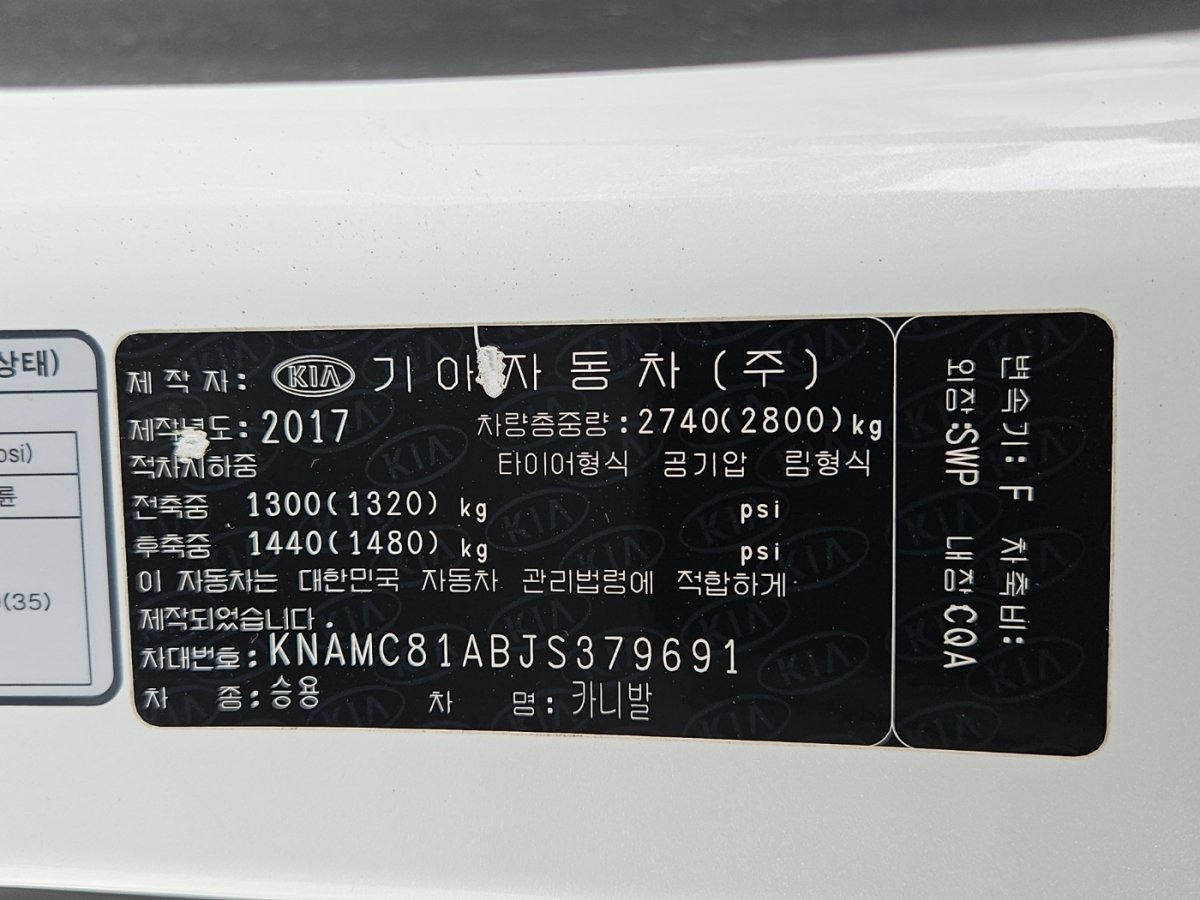 상태)
psi)
륜
(35)
제 작 자: KIA 기 아 자 동 차 (주)
제작년도: 2017 차량총중량:2740(2800)kg
적차시하중 타이어형식 공기압 림형식
전축중 1300(1320) kg psi
후축중 1440(1480) kg psi
이 자동차는 대한민국 자동차 관리법령에 적합하게
제작되었습니다.
차대번호:KNAMC81ABJS379691
차 종:승용 차 명:카니발
변속기: F 차축비:
외장:SWP 내장:CQA